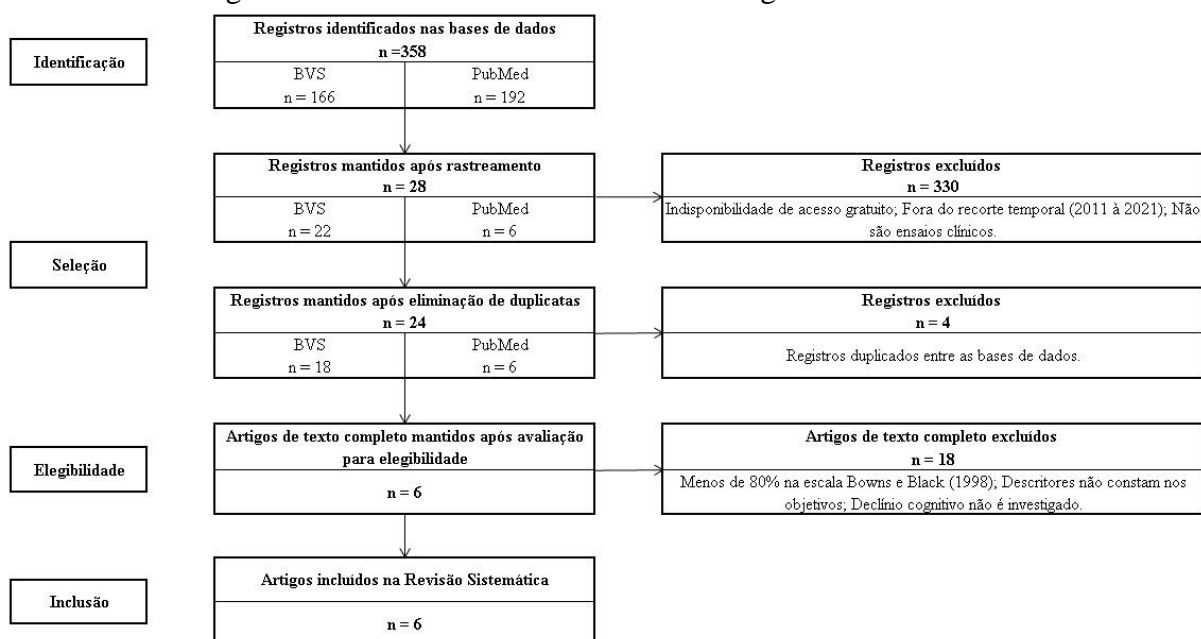 Identificação
Registros identificados nas bases de dados
n =358
BVS
n = 166
PubMed
n = 192
Registros mantidos após rastreamento
n = 28
BVS
n = 22
PubMed
n = 6
Registros excluídos
n = 330
Indisponibilidade de acesso gratuito; Fora do recorte temporal (2011 à 2021); Não
são ensaios clínicos.
Seleção
Registros mantidos após eliminação de duplicatas
n = 24
BVS
n = 18
PubMed
n = 6
Registros excluídos
n = 4
Registros duplicados entre as bases de dados.
Elegibilidade
Artigos de texto completo mantidos após avaliação
para elegibilidade
n = 6
Artigos de texto completo excluídos
n = 18
Menos de 80% na escala Bowns e Black (1998); Descritores não constam nos
objetivos; Declínio cognitivo não é investigado.
Inclusão
Artigos incluídos na Revisão Sistemática
n = 6